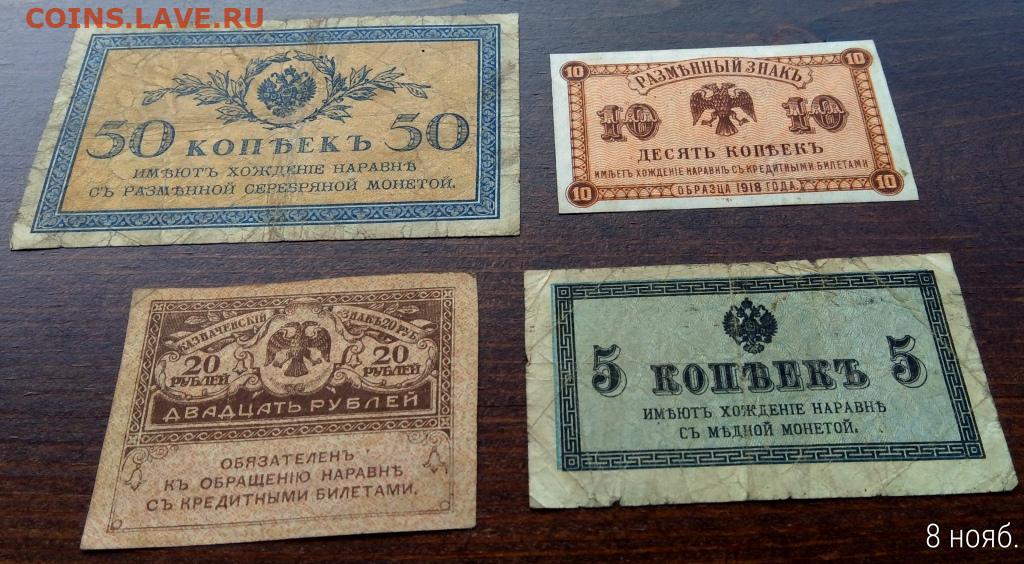 COINS.LAVE.RU
50 КОПѢЕКЪ 50
ИМѢЮТЪ ХОЖДЕНІЕ НАРАВНѢ
СЪ РАЗМѢННОЙ СЕРЕБРЯНОЙ МОНЕТОЙ.
10 10
РАЗМѢННЫЙ ЗНАКЪ
10 10
ДЕСЯТЬ КОПѢЕКЪ
ИМѢЕТЪ ХОЖДЕНІЕ НАРАВНѢ СЪ КРЕДИТНЫМИ БИЛЕТАМИ
10 10
ОБРАЗЦА 1918 ГОДА
КАЗНАЧЕЙСКІЙ ЗНАКЪ 20 РУБ.
20 20
РУБЛЕЙ РУБЛЕЙ
ДВАДЦАТЬ РУБЛЕЙ
ОБЯЗАТЕЛЕНЪ
КЪ ОБРАЩЕНІЮ НАРАВНѢ
СЪ КРЕДИТНЫМИ БИЛЕТАМИ.
5 КОПѢЕКЪ 5
ИМѢЮТЪ ХОЖДЕНІЕ НАРАВНѢ
СЪ МѢДНОЙ МОНЕТОЙ.
8 нояб.